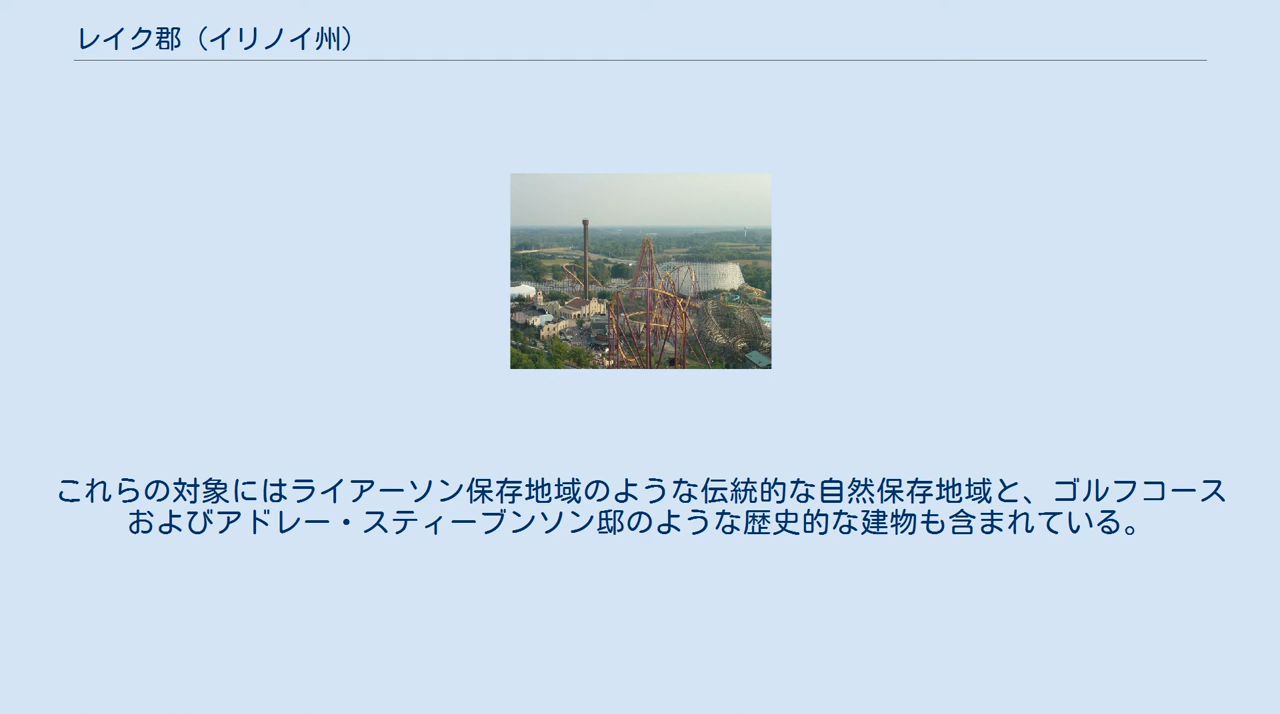 レイク郡（イリノイ州）
これらの対象にはライアーソン保存地域のような伝統的な自然保存地域と、ゴルフコース
およびアドレー・スティーブンソン邸のような歴史的な建物も含まれている。